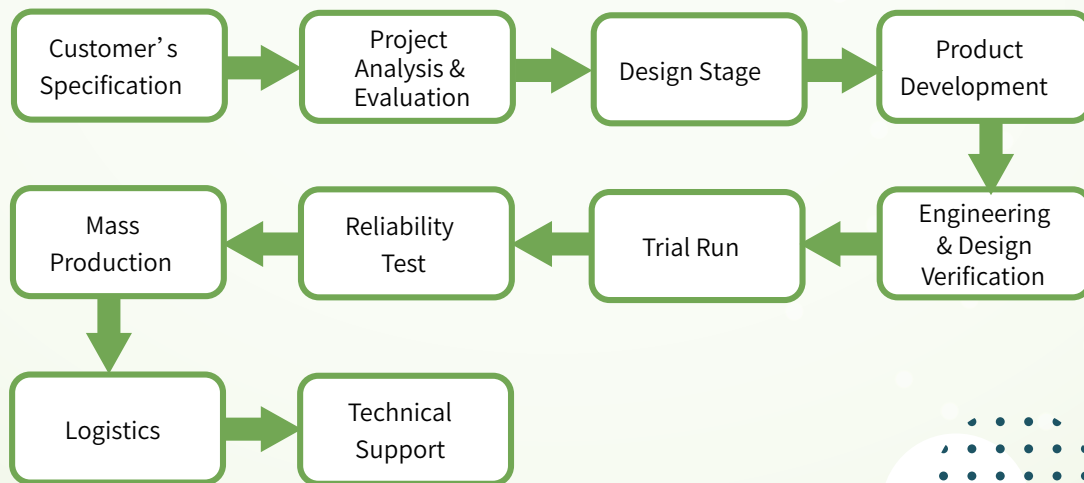 Customer’s
Specification
Project
Analysis &
Evaluation
Design Stage
Product
Development
Engineering
& Design
Verification
Trial Run
Reliability
Test
Mass
Production
Logistics
Technical
Support